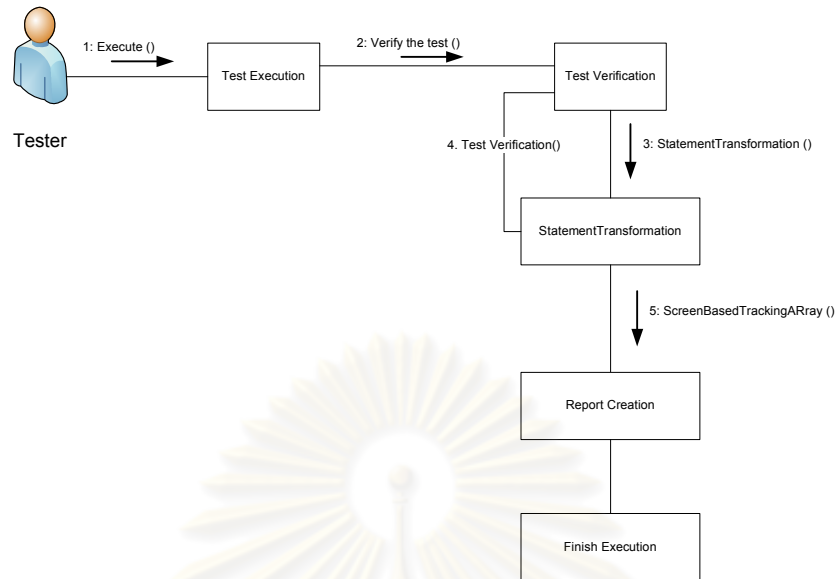 1: Execute ()
2: Verify the test ()
Test Execution
Test Verification
Tester
4. Test Verification()
3: StatementTransformation ()
StatementTransformation
5: ScreenBasedTrackingARray ()
Report Creation
Finish Execution